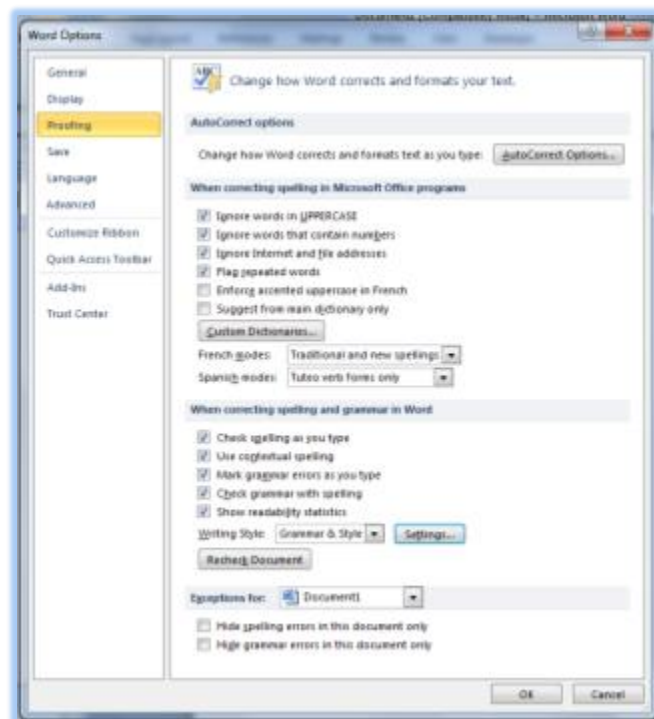 Word Options
General
Display
Proofing
Save
Language
Advanced
Customize Ribbon
Quick Access Toolbar
Add-Ins
Trust Center
ABC
Change how Word corrects and formats your text.
AutoCorrect options
Change how Word corrects and formats text as you type: AutoCorrect Options...
When correcting spelling in Microsoft Office programs
Ignore words in UPPERCASE
Ignore words that contain numbers
Ignore Internet and file addresses
Flag repeated words
Enforce accented uppercase in French
Suggest from main dictionary only
Custom Dictionaries...
French modes: Traditional and new spellings
Spanish modes: Tuteo verb forms only
When correcting spelling and grammar in Word
Check spelling as you type
Use contextual spelling
Mark grammar errors as you type
Check grammar with spelling
Show readability statistics
Writing Style: Grammar & Style Settings...
Recheck Document
Exceptions for: Document1
Hide spelling errors in this document only
Hide grammar errors in this document only
OK Cancel